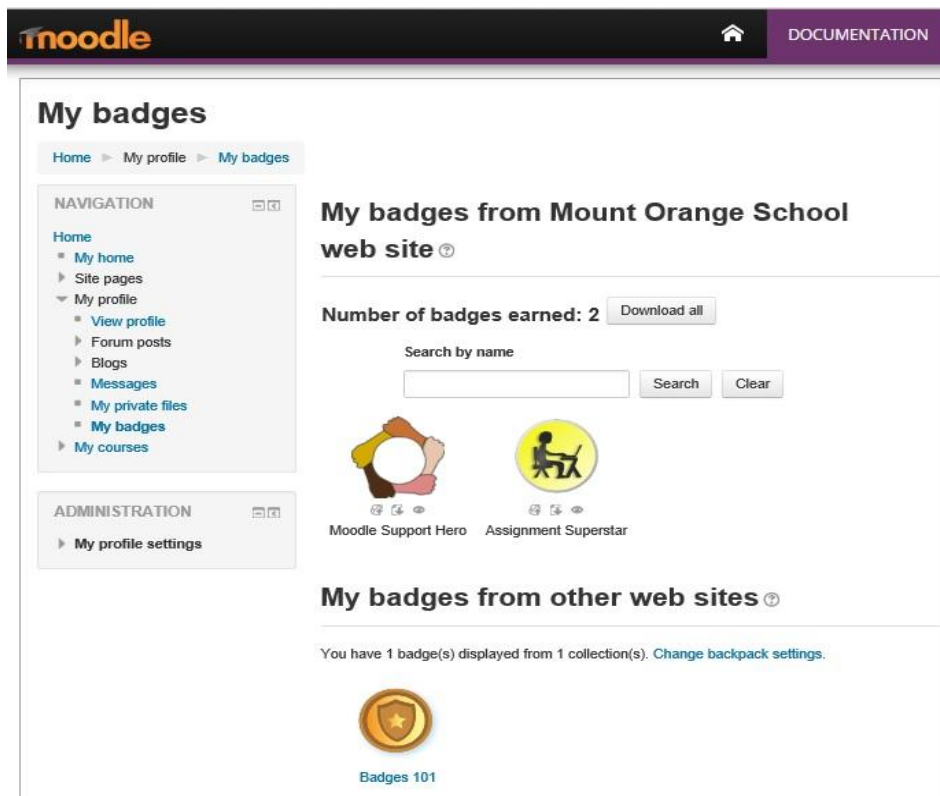 moodle
DOCUMENTATION
My badges
Home
My profile
My badges
NAVIGATION
Home
My home
Site pages
My profile
View profile
Forum posts
Blogs
Messages
My private files
My badges
My courses
ADMINISTRATION
My profile settings
My badges from Mount Orange School
web site
Number of badges earned: 2
Download all
Search by name
Search
Clear
Moodle Support Hero
Assignment Superstar
My badges from other web sites
You have 1 badge(s) displayed from 1 collection(s). Change backpack settings.
Badges 101